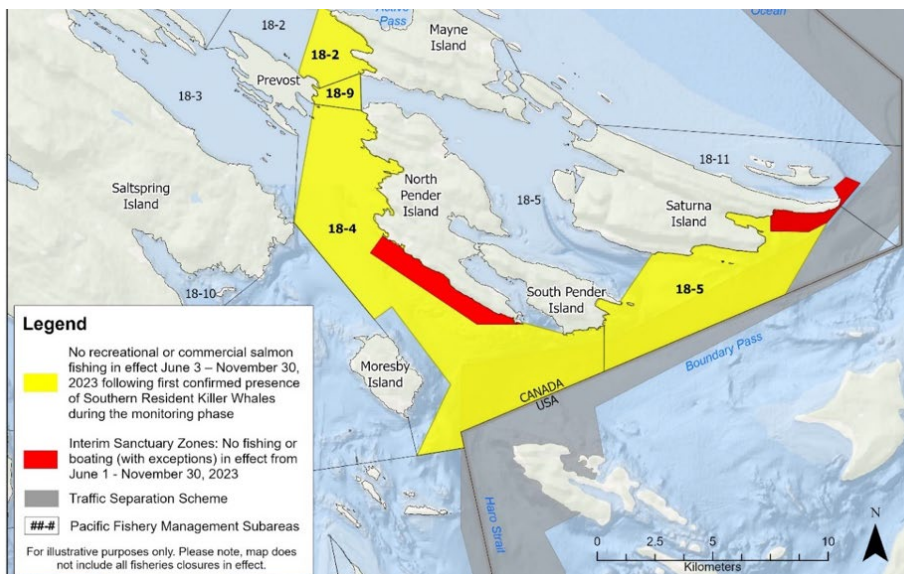 Active
Pass
Ocean
18-2
Mayne
Island
18-2
Prevost
18-9
18-3
18-11
North
Pender
Island
Saltspring
Island
18-5
Saturna
Island
18-4
18-10
South Pender
Island
18-5
Moresby
Island
Boundary Pass
CANADA
USA
Haro Strait
Legend
No recreational or commercial salmon
fishing in effect June 3 – November 30,
2023 following first confirmed presence
of Southern Resident Killer Whales
during the monitoring phase
Interim Sanctuary Zones: No fishing or
boating (with exceptions) in effect from
June 1 - November 30, 2023
Traffic Separation Scheme
##-# Pacific Fishery Management Subareas
For illustrative purposes only. Please note, map does
not include all fisheries closures in effect.
N
0 5 10
Kilometers